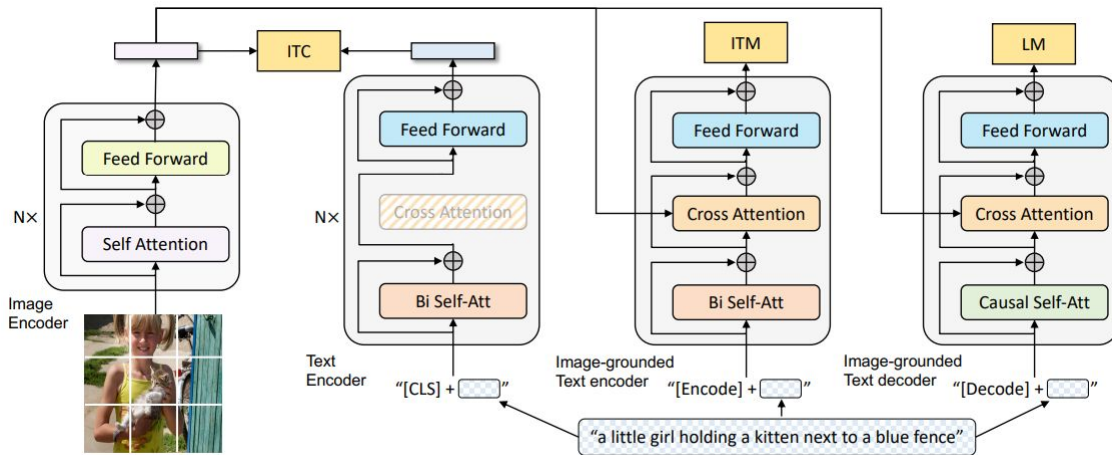 ITC
ITM
LM
N×
Feed Forward
Self Attention
Image
Encoder
N×
Feed Forward
Cross Attention
Bi Self-Att
Text
Encoder
"[CLS] + "
Feed Forward
Cross Attention
Bi Self-Att
Image-grounded
Text encoder
"[Encode] + "
Feed Forward
Cross Attention
Causal Self-Att
Image-grounded
Text decoder
"[Decode] + "
"a little girl holding a kitten next to a blue fence"